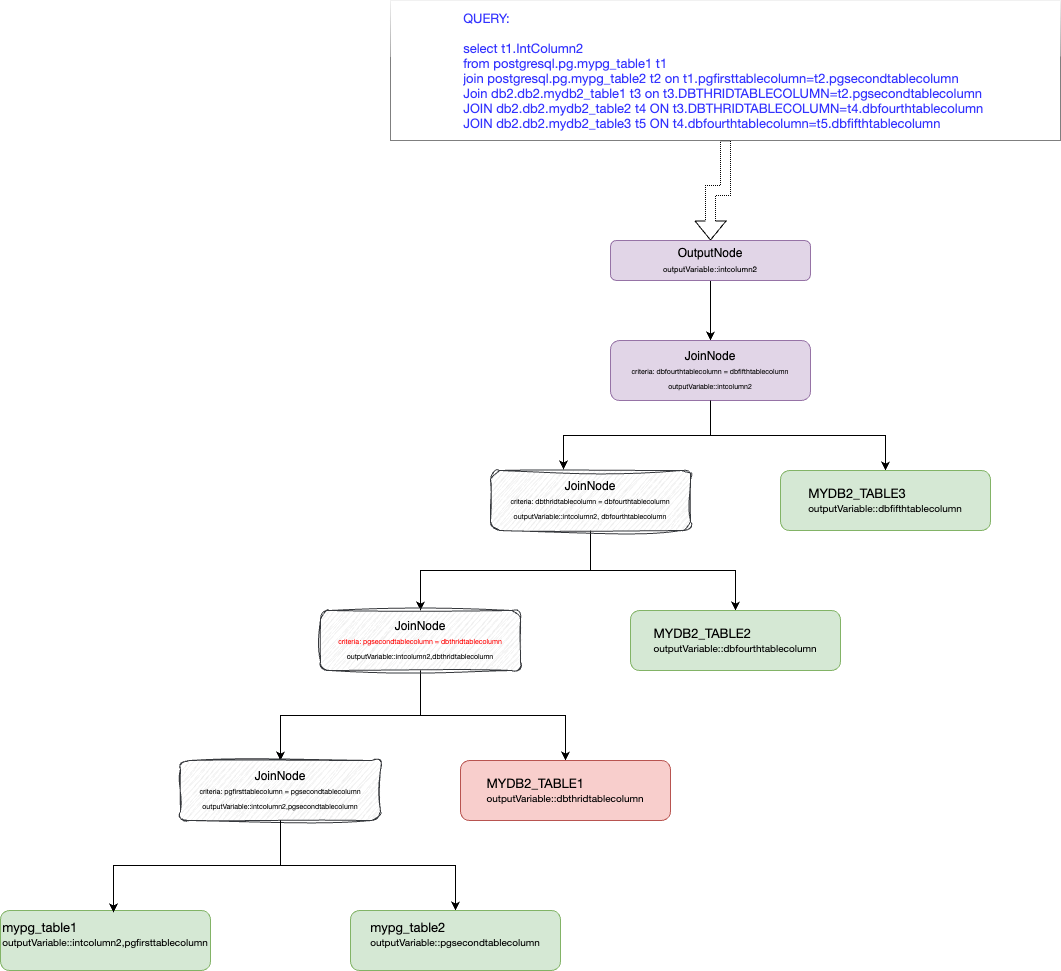 QUERY:
select t1.IntColumn2
from postgresql.pg.mypg_table1 t1
join postgresql.pg.mypg_table2 t2 on t1.pgfirsttablecolumn=t2.pgsecondtablecolumn
Join db2.db2.mydb2_table1 t3 on t3.DBTHRIDTABLECOLUMN=t2.pgsecondtablecolumn
JOIN db2.db2.mydb2_table2 t4 ON t3.DBTHRIDTABLECOLUMN=t4.dbfourthtablecolumn
JOIN db2.db2.mydb2_table3 t5 ON t4.dbfourthtablecolumn=t5.dbfifthtablecolumn
OutputNode
outputVariable::intcolumn2
JoinNode
criteria: dbfourthtablecolumn = dbfifthtablecolumn
outputVariable::intcolumn2
JoinNode
criteria: dbthridtablecolumn = dbfourthtablecolumn
outputVariable::intcolumn2, dbfourthtablecolumn
MYDB2_TABLE3
outputVariable::dbfifthtablecolumn
JoinNode
criteria: pgsecondtablecolumn = dbthridtablecolumn
outputVariable::intcolumn2,dbthridtablecolumn
MYDB2_TABLE2
outputVariable::dbfourthtablecolumn
JoinNode
criteria: pgfirsttablecolumn = pgsecondtablecolumn
outputVariable::intcolumn2,pgsecondtablecolumn
MYDB2_TABLE1
outputVariable::dbthridtablecolumn
mypg_table1
outputVariable::intcolumn2,pgfirsttablecolumn
mypg_table2
outputVariable::pgsecondtablecolumn